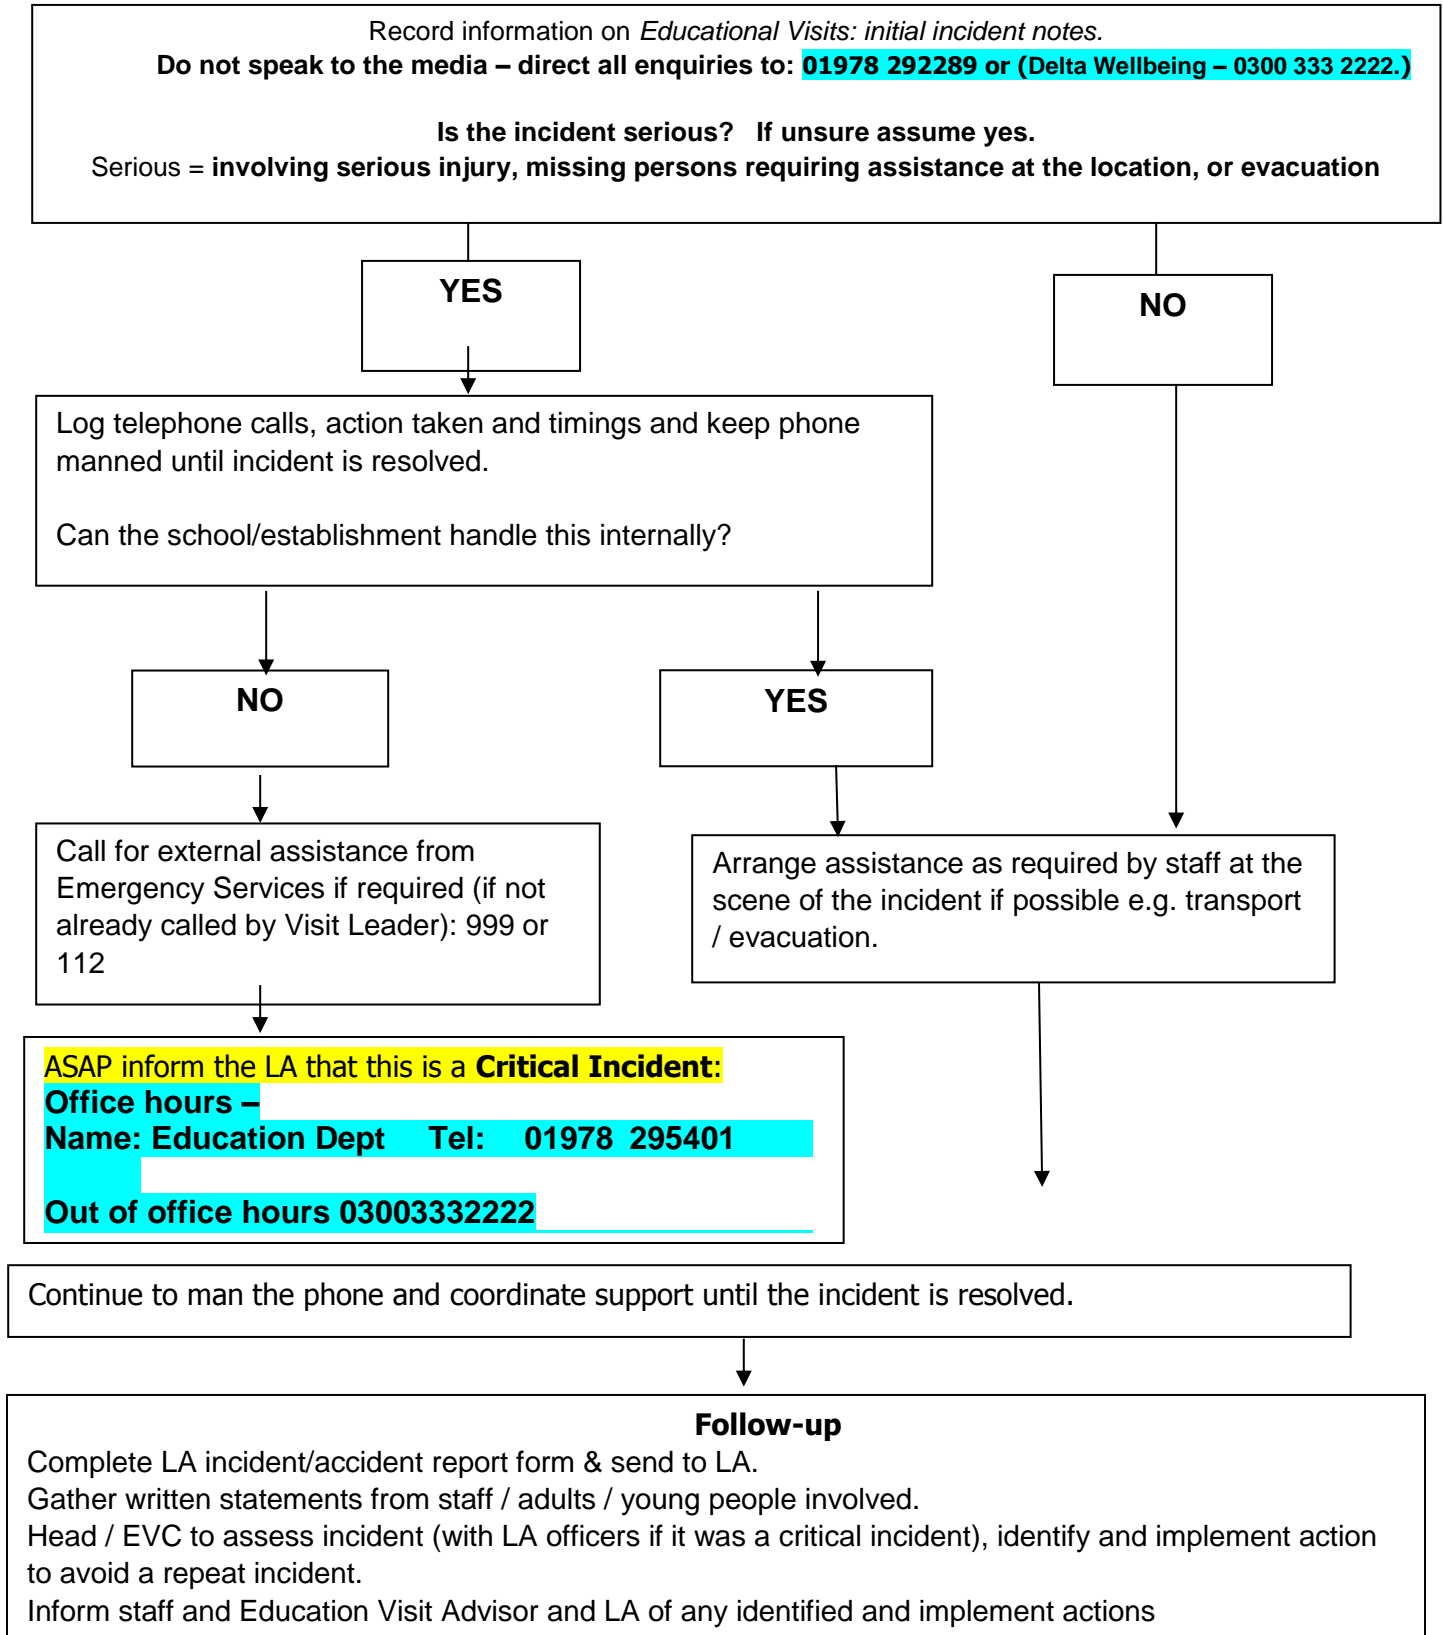 Record information on Educational Visits: initial incident notes.
Do not speak to the media – direct all enquiries to: 01978 292289 or (Delta Wellbeing – 0300 333 2222.)
Is the incident serious? If unsure assume yes.
Serious = involving serious injury, missing persons requiring assistance at the location, or evacuation
YES
NO
Log telephone calls, action taken and timings and keep phone
manned until incident is resolved.
Can the school/establishment handle this internally?
NO
YES
Call for external assistance from
Emergency Services if required (if not
already called by Visit Leader): 999 or
112
Arrange assistance as required by staff at the
scene of the incident if possible e.g. transport
/ evacuation.
ASAP inform the LA that this is a Critical Incident:
Office hours –
Name: Education Dept Tel: 01978 295401
Out of office hours 03003332222
Continue to man the phone and coordinate support until the incident is resolved.
Follow-up
Complete LA incident/accident report form & send to LA.
Gather written statements from staff / adults / young people involved.
Head / EVC to assess incident (with LA officers if it was a critical incident), identify and implement action
to avoid a repeat incident.
Inform staff and Education Visit Advisor and LA of any identified and implement actions